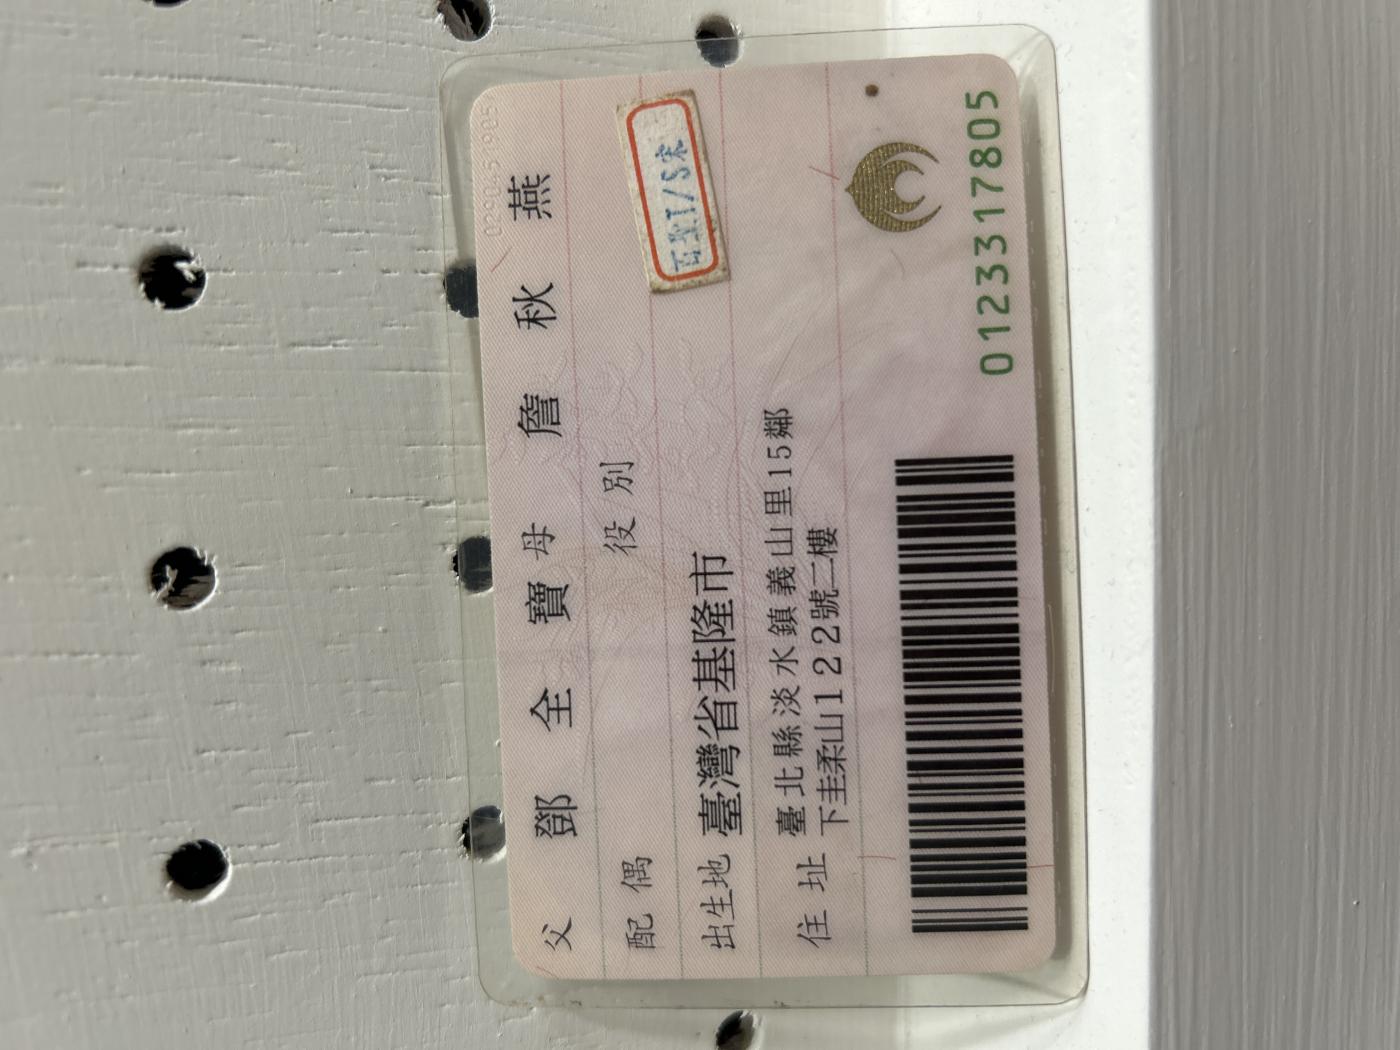 父 鄧全寶 母 詹秋燕
配偶 役別
出生地 臺灣省基隆市
住址 臺北縣淡水鎮義山里15鄰
下圭柔山122號二樓
0123317805